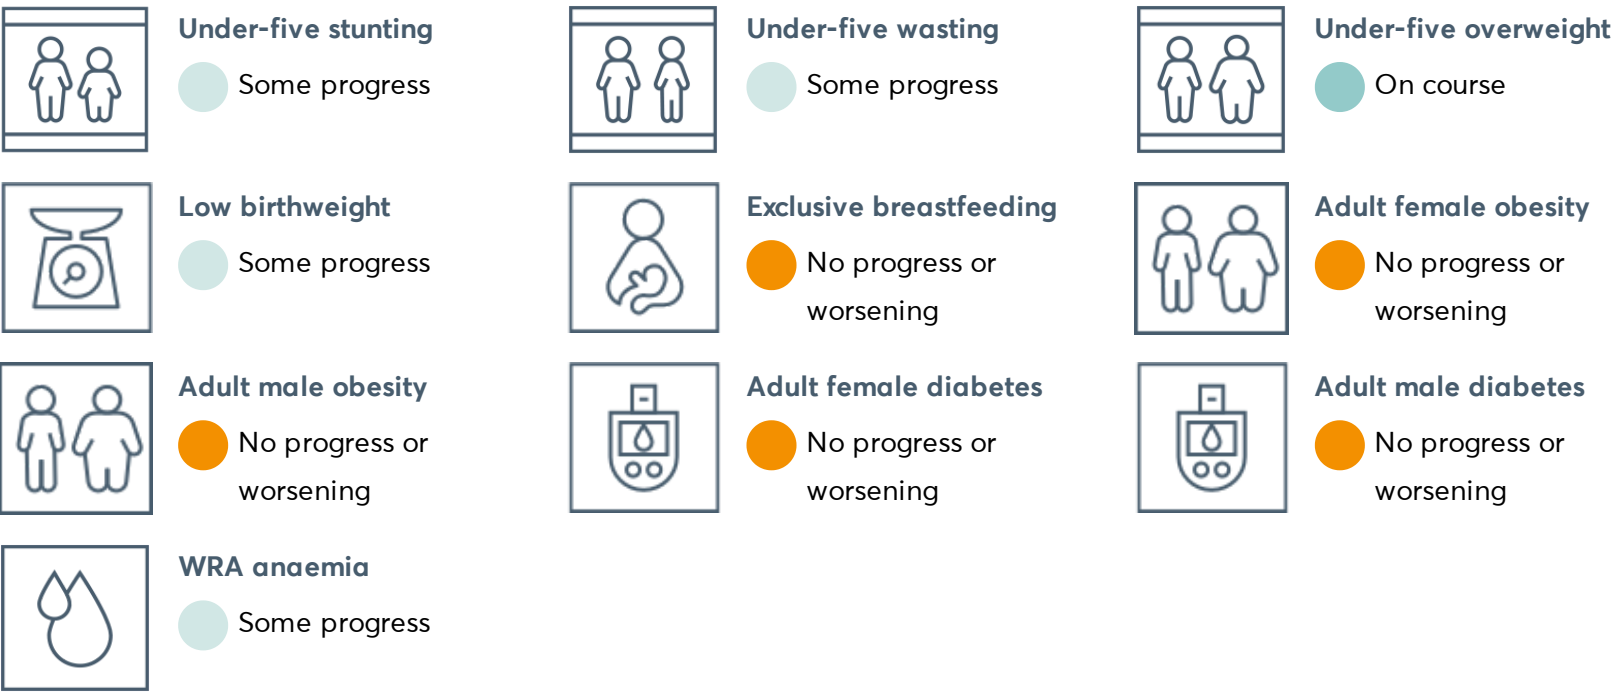 Under-five stunting
Some progress
Under-five wasting
Some progress
Under-five overweight
On course
Low birthweight
Some progress
Exclusive breastfeeding
No progress or
worsening
Adult female obesity
No progress or
worsening
Adult male obesity
No progress or
worsening
Adult female diabetes
No progress or
worsening
Adult male diabetes
No progress or
worsening
WRA anaemia
Some progress